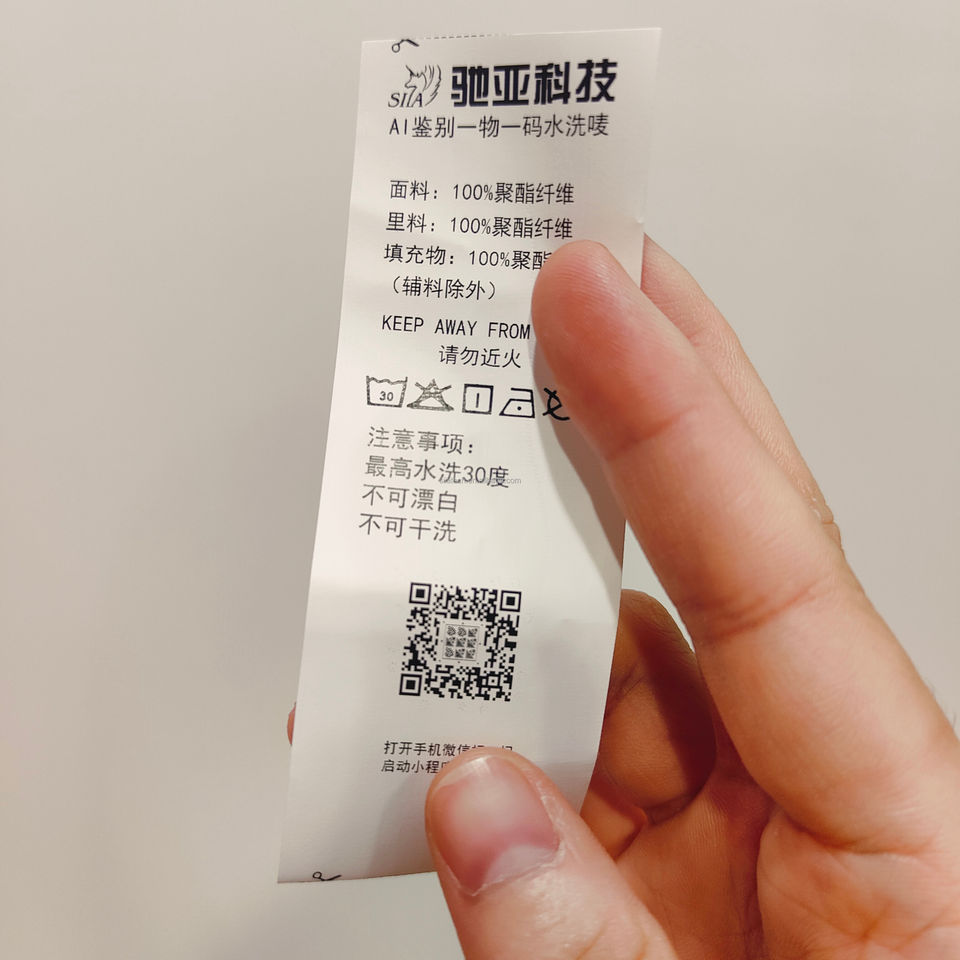 SIIA 驰亚科技
AI鉴别一物一码水洗唛
面料：100%聚酯纤维
里料：100%聚酯纤维
填充物：100%聚酯
（辅料除外）
KEEP AWAY FROM
请勿近火
30
注意事项：
最高水洗30度
不可漂白
不可干洗
打开手机微信
启动小程